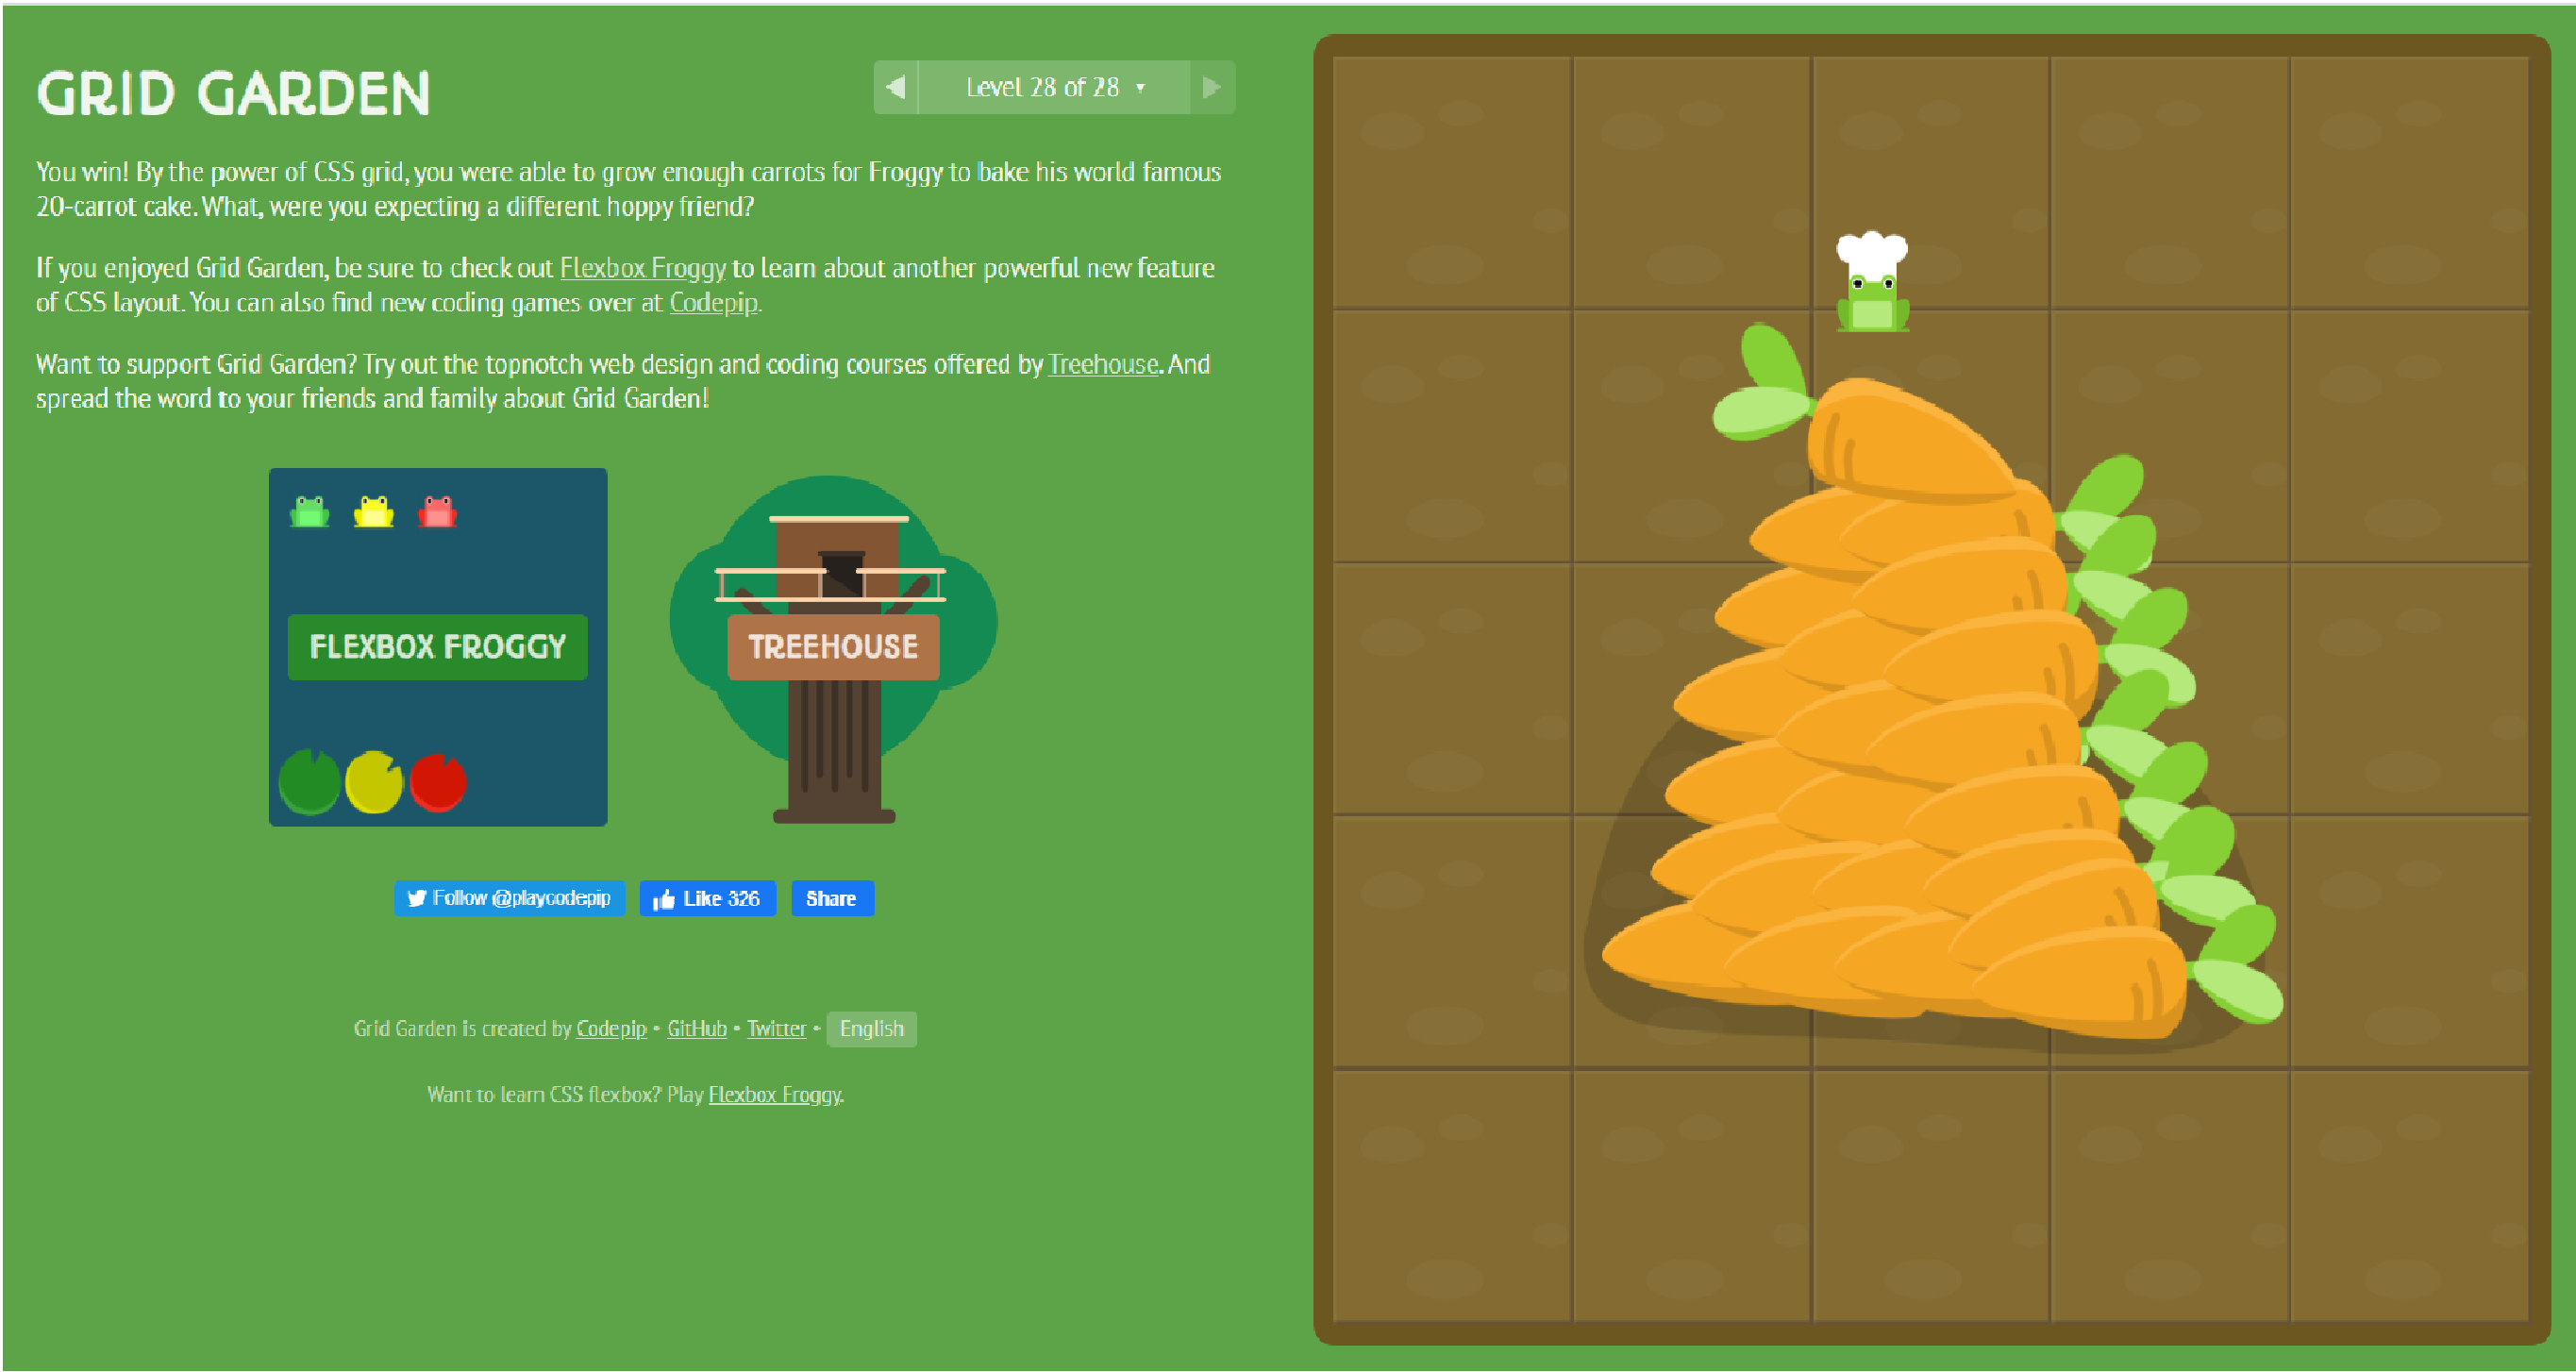 GRID GARDEN
Level 28 of 28
You win! By the power of CSS grid, you were able to grow enough carrots for Froggy to bake his world famous
20-carrot cake. What, were you expecting a different hoppy friend?
If you enjoyed Grid Garden, be sure to check out Flexbox Froggy to learn about another powerful new feature
of CSS layout. You can also find new coding games over at Codepip.
Want to support Grid Garden? Try out the topnotch web design and coding courses offered by Treehouse. And
spread the word to your friends and family about Grid Garden!
FLEXBOX FROGGY
TREEHOUSE
Follow @playcodepip
Like 326
Share
Grid Garden is created by Codepip • GitHub • Twitter • English
Want to learn CSS flexbox? Play Flexbox Froggy.